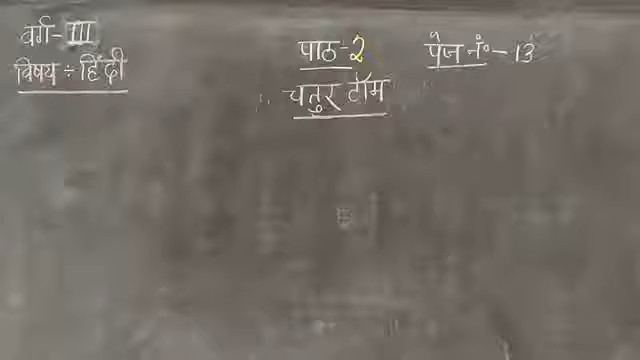 वर्ग-III
विषय ÷ हिंदी
पाठ-2
चतुर टॉम
पेज नं०-13